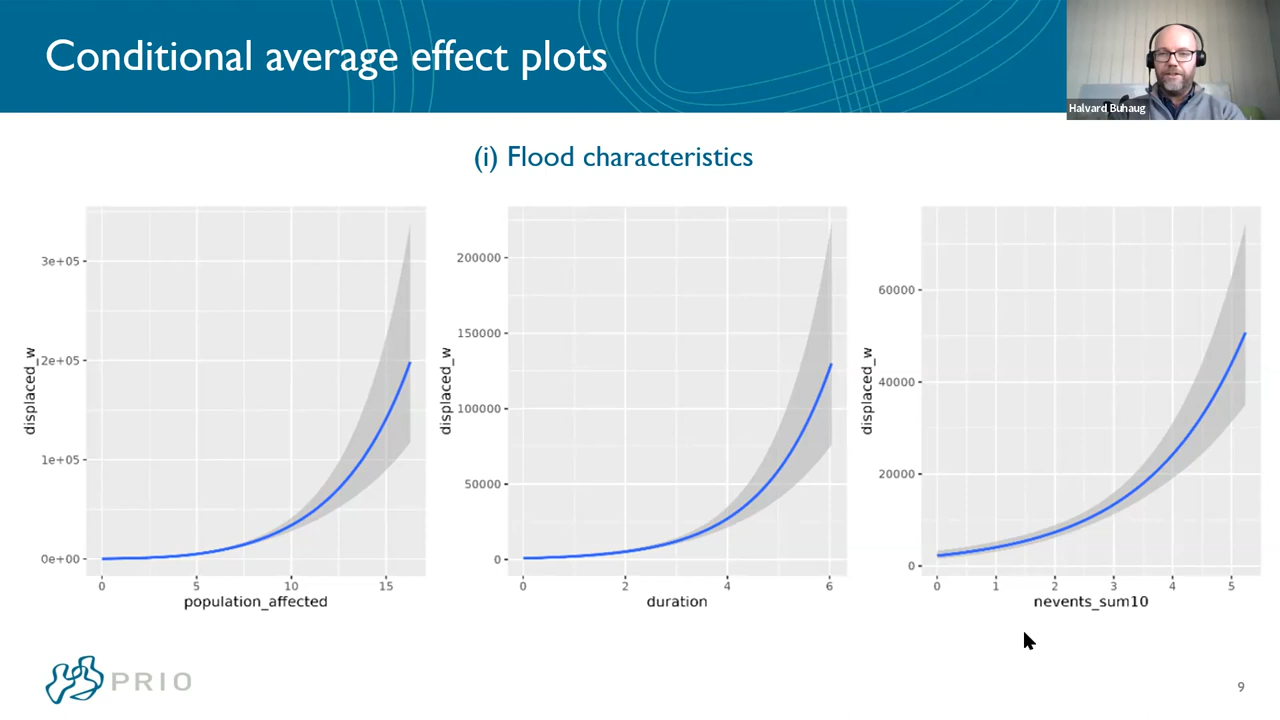 Conditional average effect plots
Halvard Buhaug
(i) Flood characteristics
3e+05
2e+05
1e+05
0e+00
displaced_w
0 5 10 15
population_affected
200000
150000
100000
50000
0
displaced_w
0 2 4 6
duration
60000
40000
20000
0
displaced_w
0 1 2 3 4 5
nevents_sum10
PRIO
9